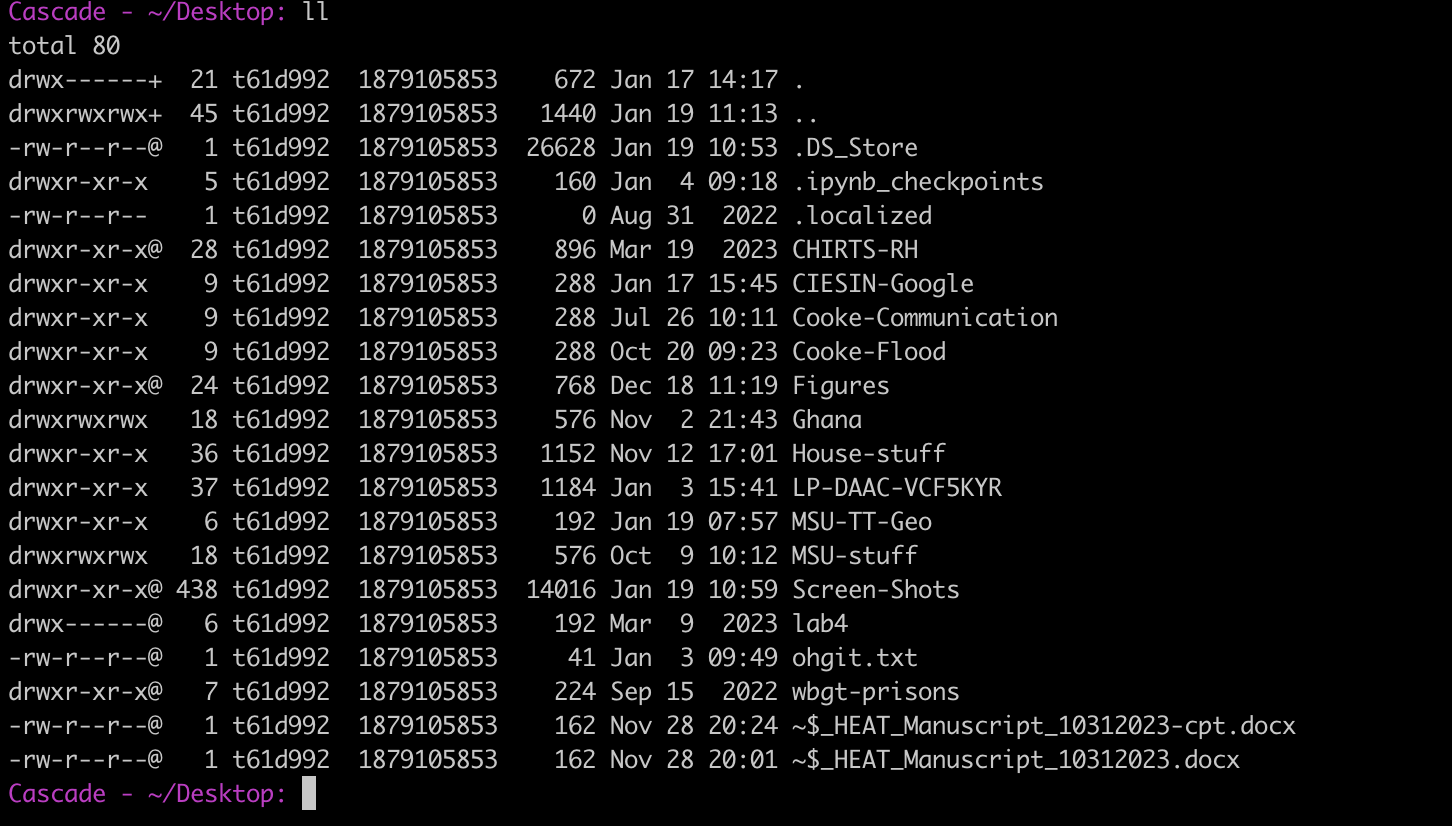 Cascade - ~/Desktop: ll
total 80
drwx------+  21 t61d992  1879105853    672 Jan 17 14:17 .
drwxrwxrwx+  45 t61d992  1879105853   1440 Jan 19 11:13 ..
-rw-r--r--@   1 t61d992  1879105853  26628 Jan 19 10:53 .DS_Store
drwxr-xr-x    5 t61d992  1879105853    160 Jan  4 09:18 .ipynb_checkpoints
-rw-r--r--    1 t61d992  1879105853      0 Aug 31  2022 .localized
drwxr-xr-x@  28 t61d992  1879105853    896 Mar 19  2023 CHIRTS-RH
drwxr-xr-x    9 t61d992  1879105853    288 Jan 17 15:45 CIESIN-Google
drwxr-xr-x    9 t61d992  1879105853    288 Jul 26 10:11 Cooke-Communication
drwxr-xr-x    9 t61d992  1879105853    288 Oct 20 09:23 Cooke-Flood
drwxr-xr-x@  24 t61d992  1879105853    768 Dec 18 11:19 Figures
drwxrwxrwx   18 t61d992  1879105853    576 Nov  2 21:43 Ghana
drwxr-xr-x   36 t61d992  1879105853   1152 Nov 12 17:01 House-stuff
drwxr-xr-x   37 t61d992  1879105853   1184 Jan  3 15:41 LP-DAAC-VCF5KYR
drwxr-xr-x    6 t61d992  1879105853    192 Jan 19 07:57 MSU-TT-Geo
drwxrwxrwx   18 t61d992  1879105853    576 Oct  9 10:12 MSU-stuff
drwxr-xr-x@ 438 t61d992  1879105853  14016 Jan 19 10:59 Screen-Shots
drwx------@   6 t61d992  1879105853    192 Mar  9  2023 lab4
-rw-r--r--@   1 t61d992  1879105853     41 Jan  3 09:49 ohgit.txt
drwxr-xr-x@   7 t61d992  1879105853    224 Sep 15  2022 wbgt-prisons
-rw-r--r--@   1 t61d992  1879105853    162 Nov 28 20:24 ~$_HEAT_Manuscript_10312023-cpt.docx
-rw-r--r--@   1 t61d992  1879105853    162 Nov 28 20:01 ~$_HEAT_Manuscript_10312023.docx
Cascade - ~/Desktop: